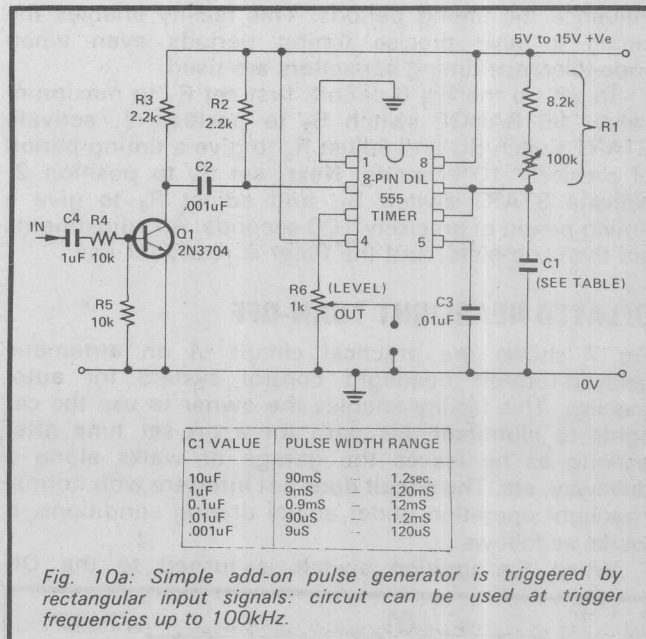 5V to 15V +Ve
R3
2.2k
R2
2.2k
8.2k
R1
100k
C2
.001uF
1
8
8 PIN DIL
555
TIMER
4
5
IN
C4
1uF
R4
10k
Q1
2N3704
R5
10k
R6
1k
(LEVEL)
OUT
C3
.01uF
C1
(SEE TABLE)
0V
C1 VALUE PULSE WIDTH RANGE
10uF 90mS -- 1.2sec.
1uF 9mS -- 120mS
0.1uF 0.9mS -- 12mS
.01uF 90uS -- 1.2mS
.001uF 9uS -- 120uS
Fig. 10a: Simple add-on pulse generator is triggered by
rectangular input signals: circuit can be used at trigger
frequencies up to 100kHz.